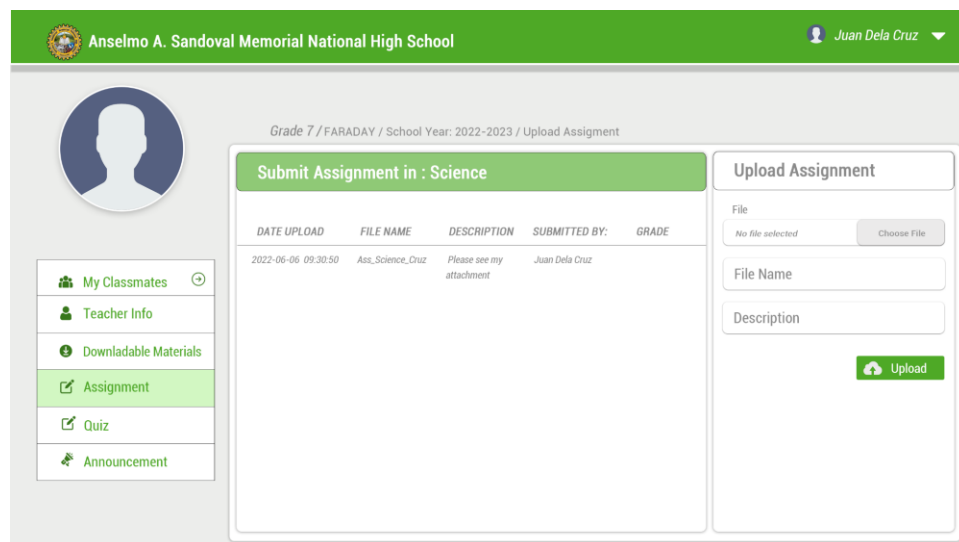 Anselmo A. Sandoval Memorial National High School
Juan Dela Cruz
Grade 7 / FARADAY / School Year: 2022-2023 / Upload Assigment
Submit Assignment in : Science
DATE UPLOAD FILE NAME DESCRIPTION SUBMITTED BY: GRADE
2022-06-06 09:30:50 Ass_Science_Cruz Please see my Juan Dela Cruz
attachment
Upload Assignment
File
No file selected Choose File
File Name
Description
Upload
My Classmates
Teacher Info
Downladable Materials
Assignment
Quiz
Announcement